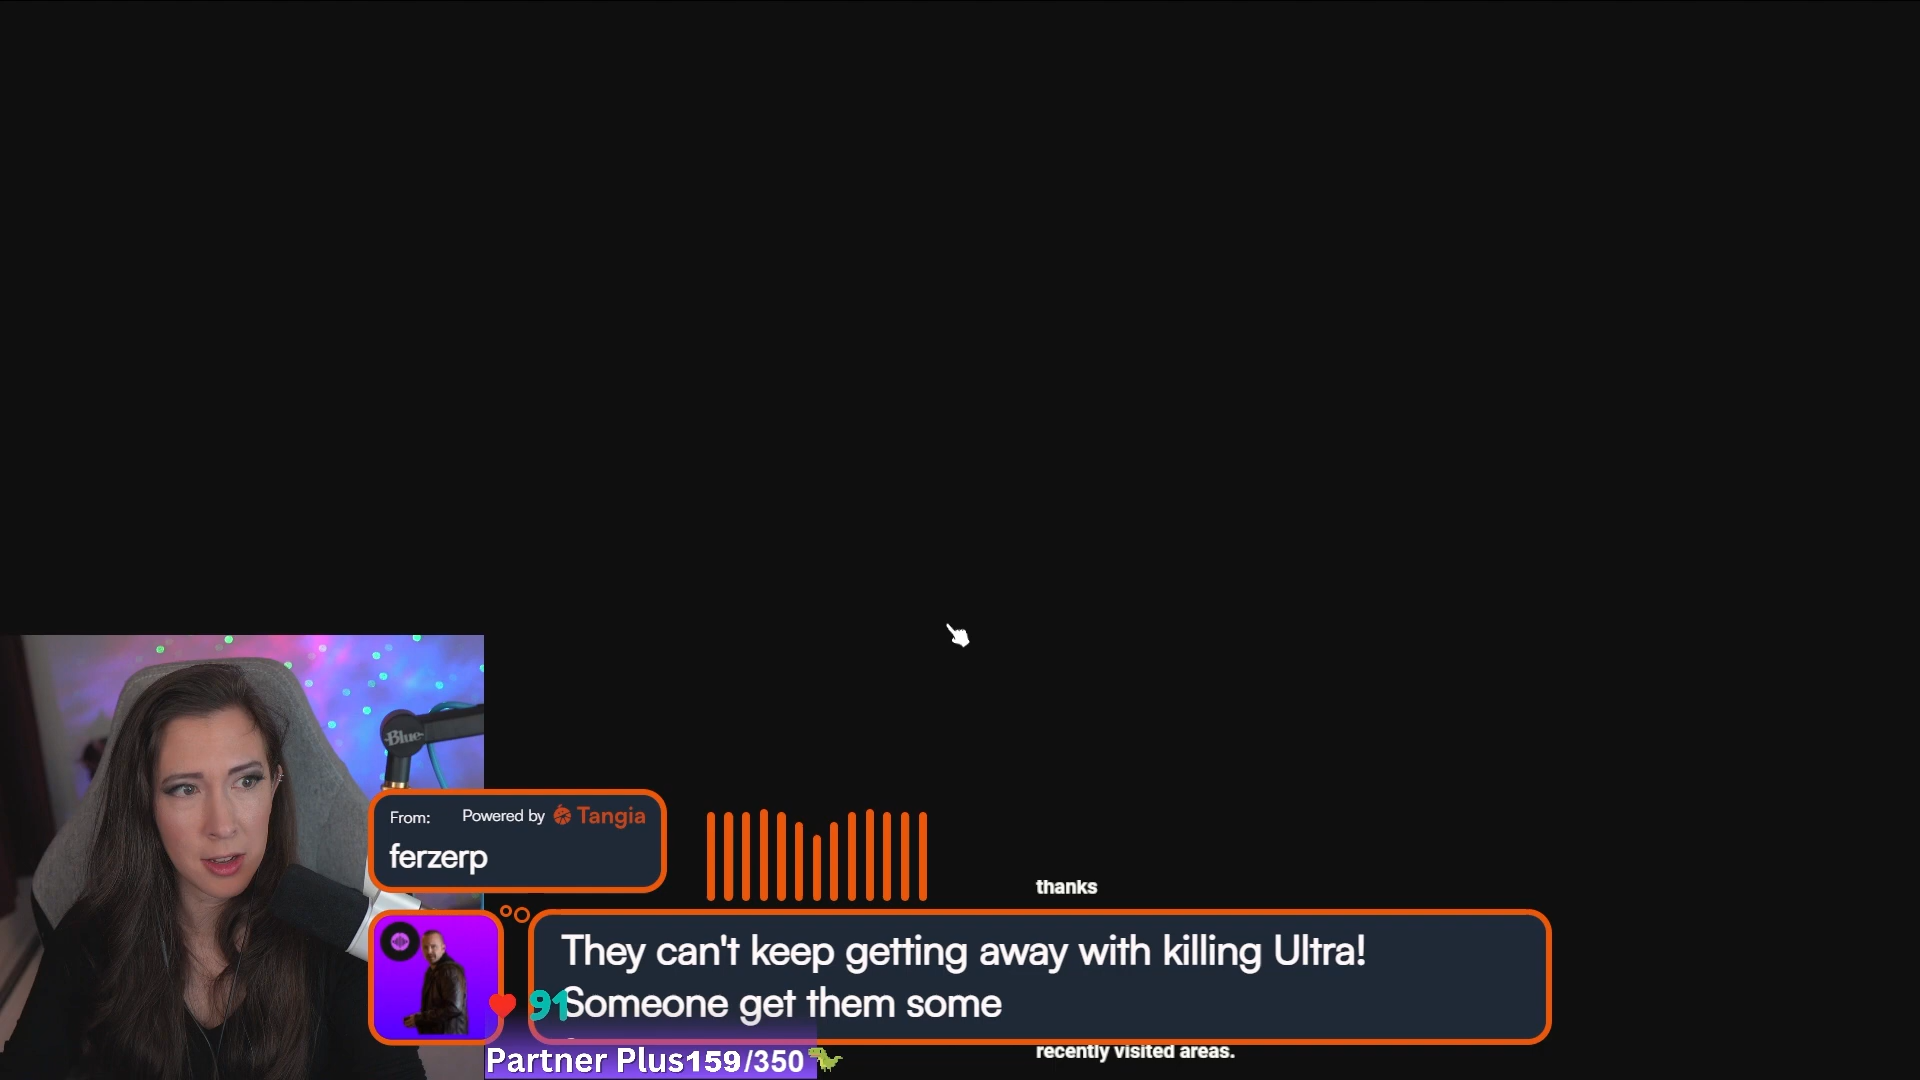 Blue
From: Powered by Tangia
ferzerp
thanks
They can't keep getting away with killing Ultra!
Someone get them some
91
Partner Plus159/350
recently visited areas.